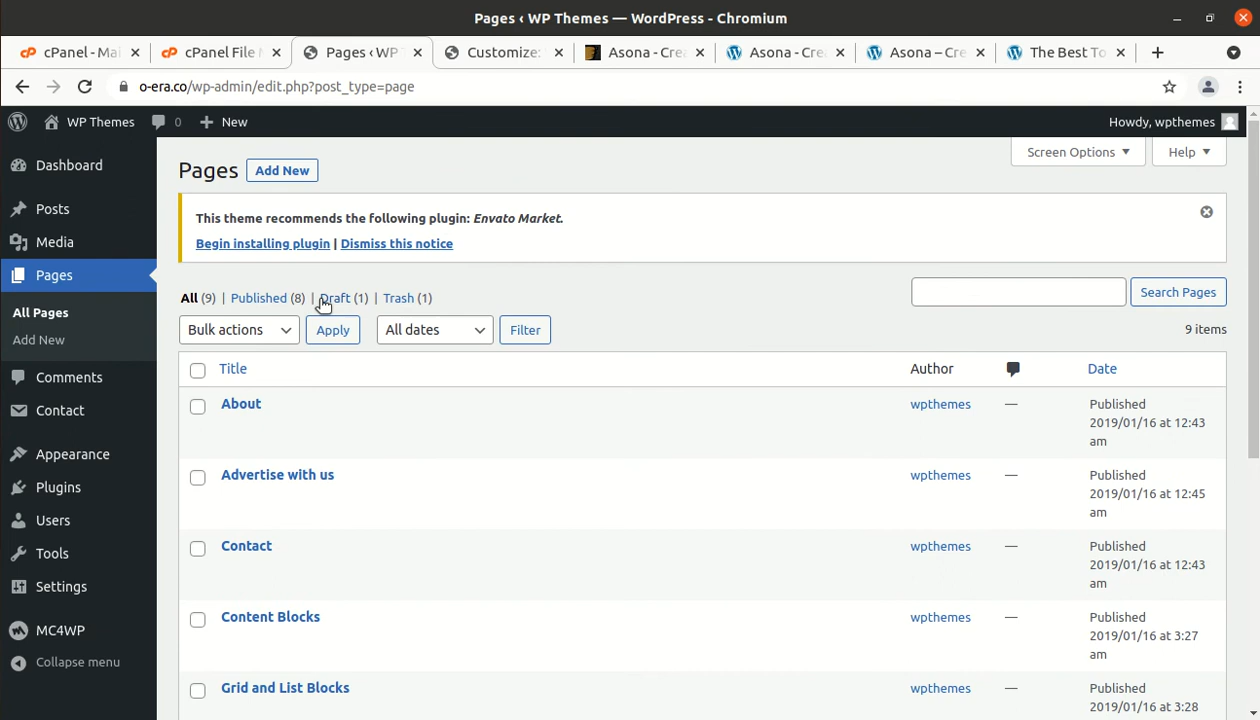 Pages ‹ WP Themes — WordPress - Chromium
cPanel - Mai
cPanel File M
Pages ‹ WP T
Customize:
Asona - Crea
Asona - Crea
Asona – Cre
The Best To
o-era.co/wp-admin/edit.php?post_type=page
WP Themes 0 + New Howdy, wpthemes
Dashboard
Posts
Media
Pages
All Pages
Add New
Comments
Contact
Appearance
Plugins
Users
Tools
Settings
MC4WP
Collapse menu
Screen Options Help
Pages Add New
This theme recommends the following plugin: Envato Market.
Begin installing plugin | Dismiss this notice
All (9) | Published (8) | Draft (1) | Trash (1)
Search Pages
Bulk actions Apply All dates Filter 9 items
Title Author Date
About wpthemes — Published
2019/01/16 at 12:43
am
Advertise with us wpthemes — Published
2019/01/16 at 12:45
am
Contact wpthemes — Published
2019/01/16 at 12:43
am
Content Blocks wpthemes — Published
2019/01/16 at 3:27
am
Grid and List Blocks wpthemes — Published
2019/01/16 at 3:28